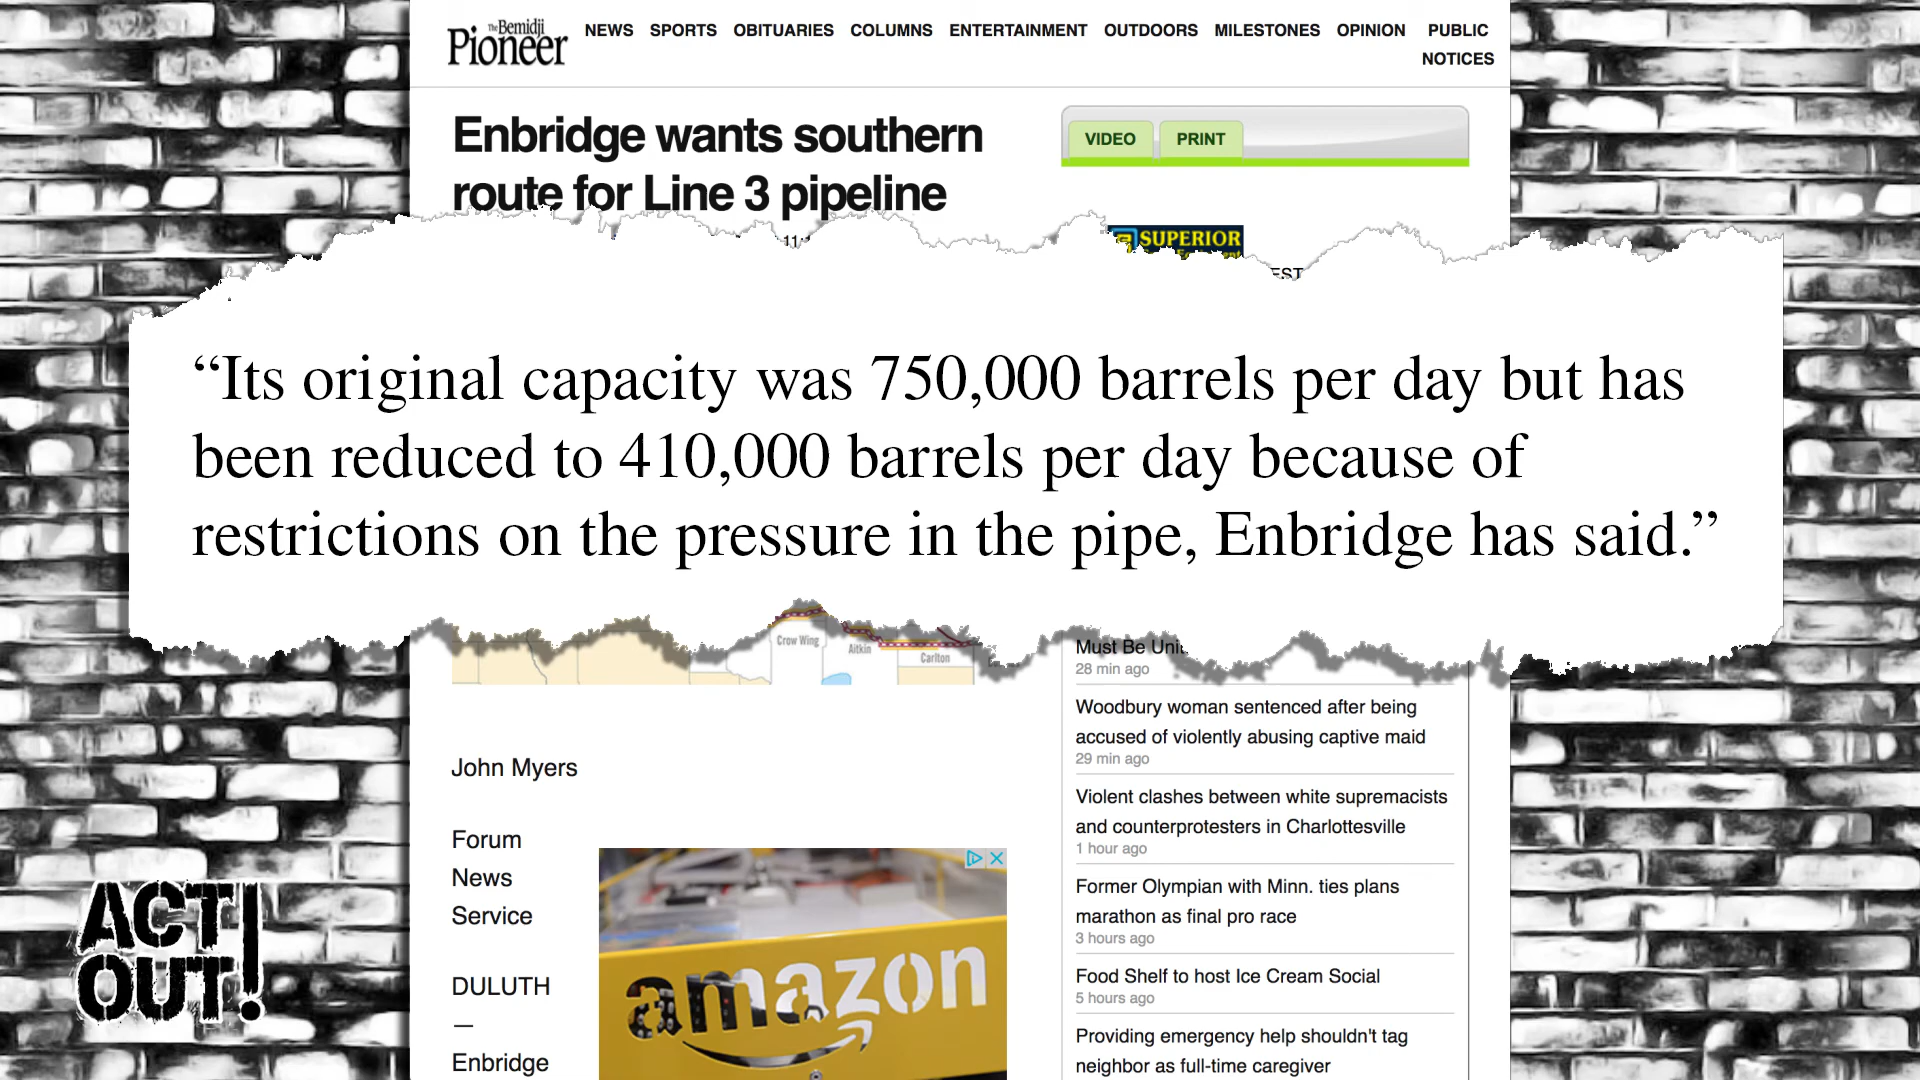 The Bemidji
Pioneer
NEWS SPORTS OBITUARIES COLUMNS ENTERTAINMENT OUTDOORS MILESTONES OPINION PUBLIC
NOTICES
Enbridge wants southern
route for Line 3 pipeline
VIDEO PRINT
SUPERIOR
“Its original capacity was 750,000 barrels per day but has
been reduced to 410,000 barrels per day because of
restrictions on the pressure in the pipe, Enbridge has said.”
Crow Wing
Aitkin
Carlton
John Myers
Forum
News
Service
DULUTH
—
Enbridge
amazon
Must Be
28 min ago
Woodbury woman sentenced after being
accused of violently abusing captive maid
29 min ago
Violent clashes between white supremacists
and counterprotesters in Charlottesville
1 hour ago
Former Olympian with Minn. ties plans
marathon as final pro race
3 hours ago
Food Shelf to host Ice Cream Social
5 hours ago
Providing emergency help shouldn't tag
neighbor as full-time caregiver
ACT
OUT!